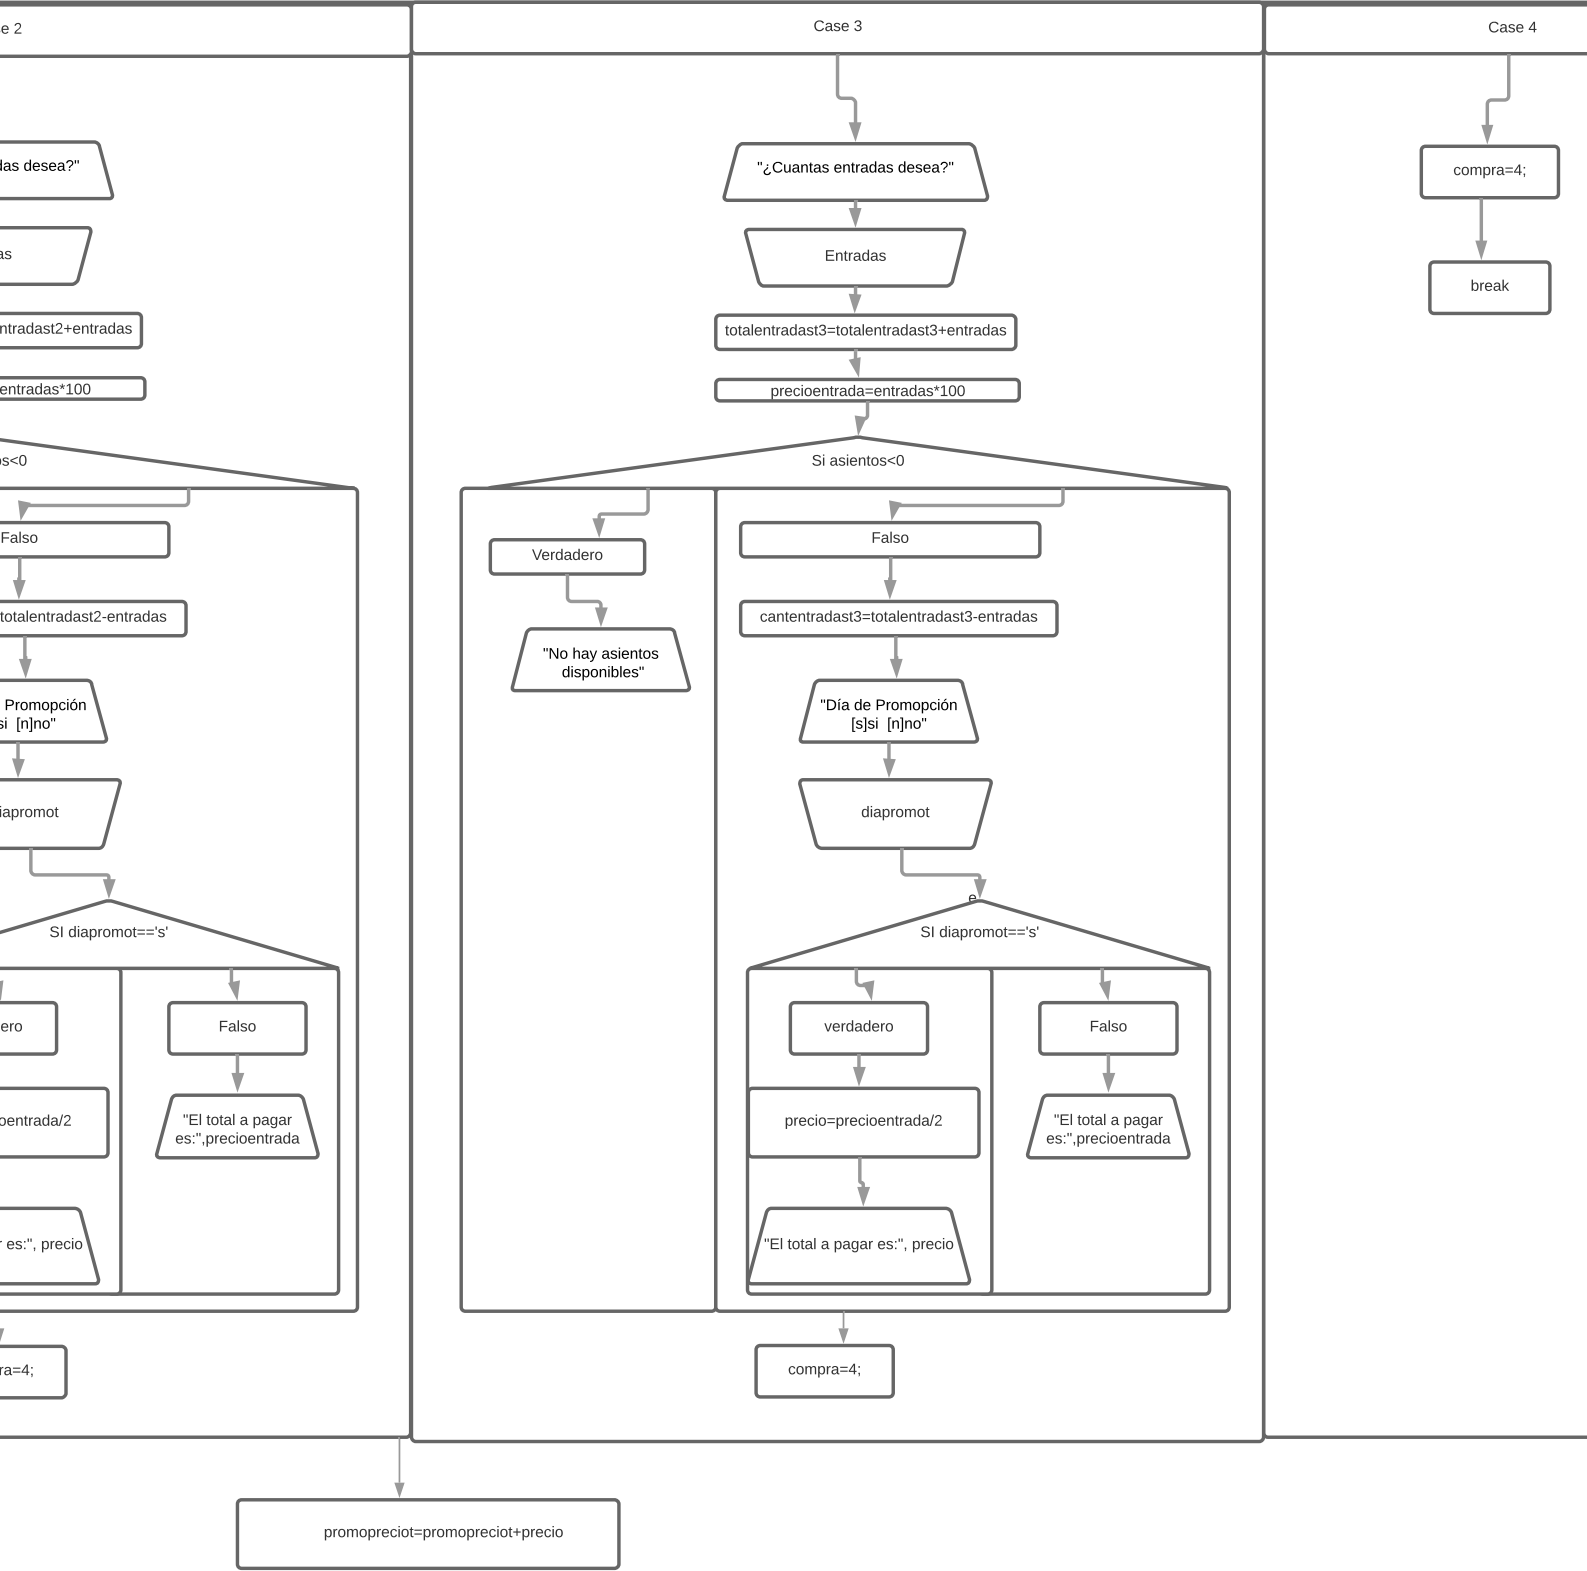 e 2
das desea?"
as
ntradast2+entradas
entradas*100
os<0
Falso
totalentradast2-entradas
Promopción
si [n]no"
iapromot
SI diapromot=='s'
ero
Falso
oentrada/2
"El total a pagar
es:",precioentrada
r es:", precio
ra=4;
Case 3
"¿Cuantas entradas desea?"
Entradas
totalentradast3=totalentradast3+entradas
precioentrada=entradas*100
Si asientos<0
Verdadero
"No hay asientos
disponibles"
Falso
cantentradast3=totalentradast3-entradas
"Día de Promopción
[s]si [n]no"
diapromot
e
SI diapromot=='s'
verdadero
precio=precioentrada/2
"El total a pagar es:", precio
Falso
"El total a pagar
es:",precioentrada
compra=4;
Case 4
compra=4;
break
promopreciot=promopreciot+precio